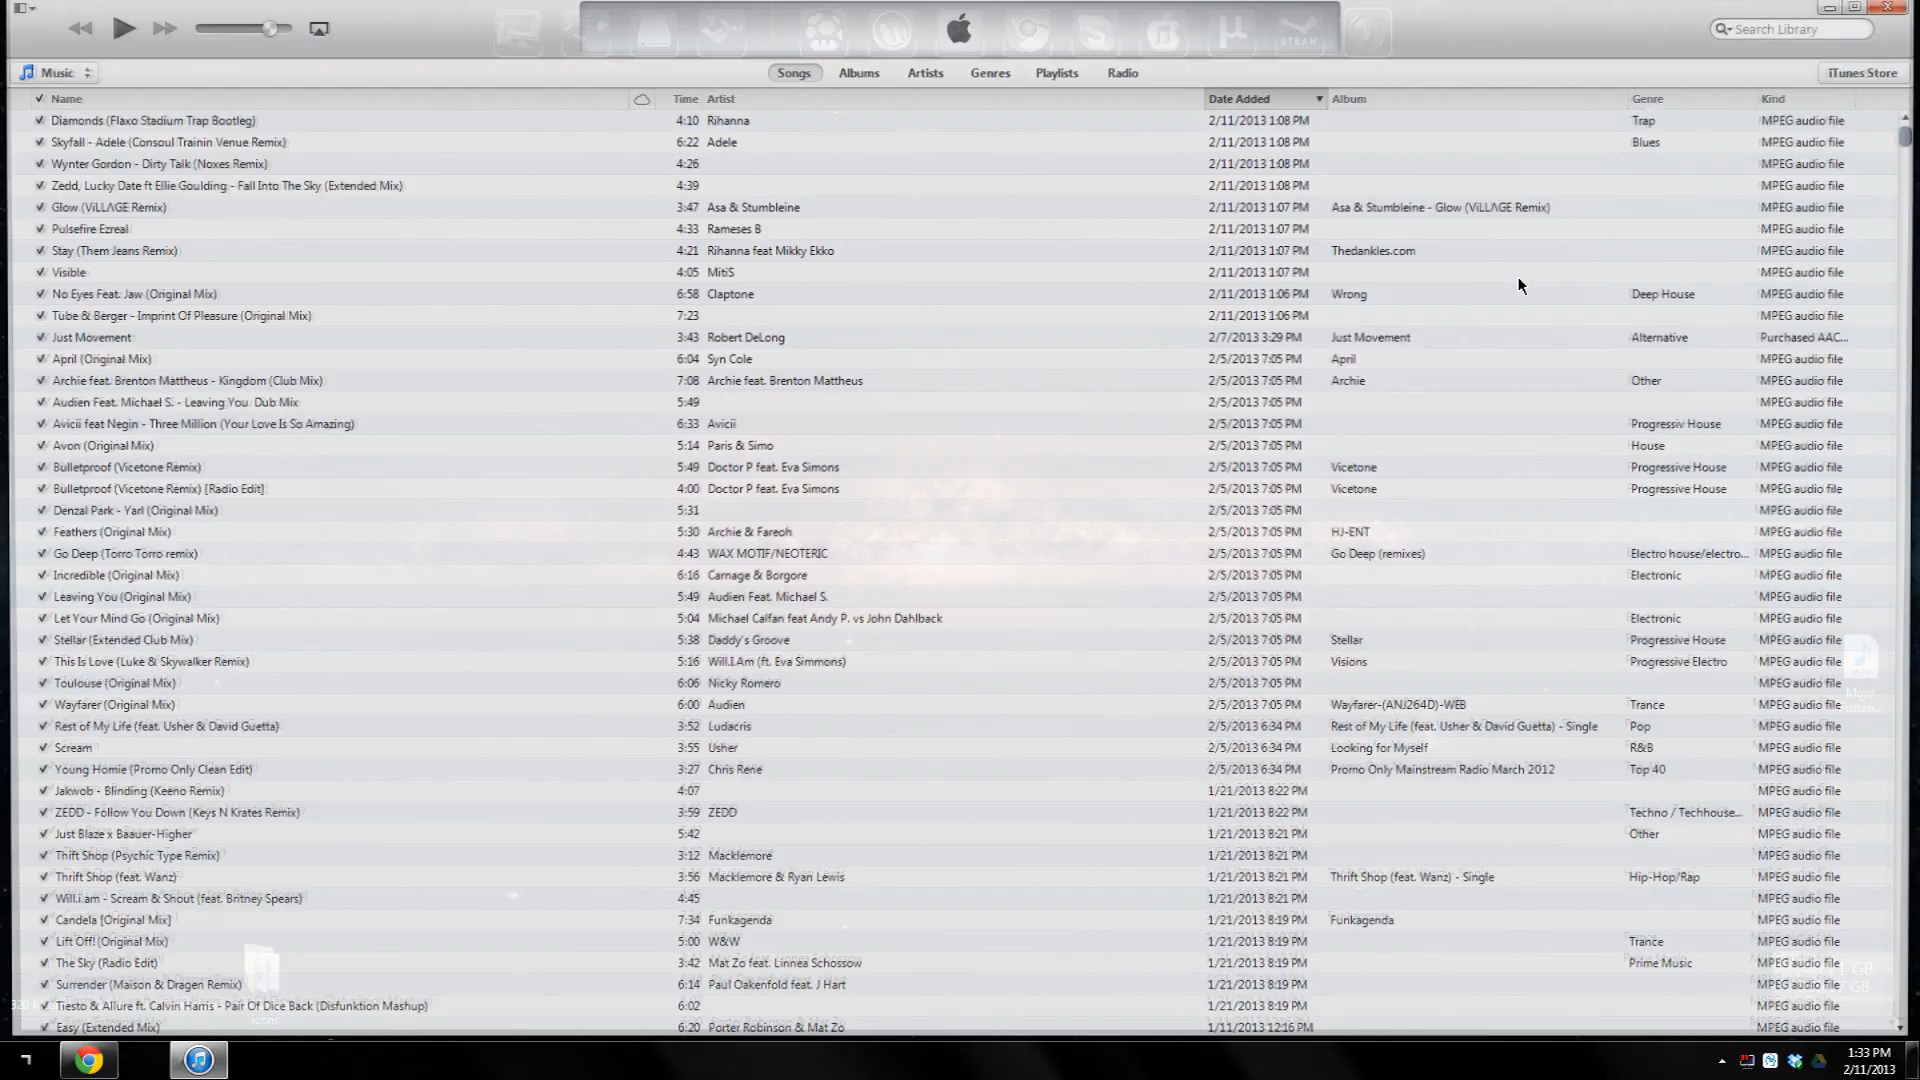 STEAM
Search Library
Music
Songs Albums Artists Genres Playlists Radio
iTunes Store
Name Time Artist Date Added Album Genre Kind
Diamonds (Flaxo Stadium Trap Bootleg) 4:10 Rihanna 2/11/2013 1:08 PM Trap MPEG audio file
Skyfall - Adele (Consoul Trainin Venue Remix) 6:22 Adele 2/11/2013 1:08 PM Blues MPEG audio file
Wynter Gordon - Dirty Talk (Noxes Remix) 4:26 2/11/2013 1:08 PM MPEG audio file
Zedd, Lucky Date ft Ellie Goulding - Fall Into The Sky (Extended Mix) 4:39 2/11/2013 1:08 PM MPEG audio file
Glow (ViLLAGE Remix) 3:47 Asa & Stumbleine 2/11/2013 1:07 PM Asa & Stumbleine - Glow (ViLLAGE Remix) MPEG audio file
Pulsefire Ezreal 4:33 Rameses B 2/11/2013 1:07 PM MPEG audio file
Stay (Them Jeans Remix) 4:21 Rihanna feat Mikky Ekko 2/11/2013 1:07 PM Thedankles.com MPEG audio file
Visible 4:05 MitiS 2/11/2013 1:07 PM MPEG audio file
No Eyes Feat. Jaw (Original Mix) 6:58 Claptone 2/11/2013 1:06 PM Wrong Deep House MPEG audio file
Tube & Berger - Imprint Of Pleasure (Original Mix) 7:23 2/11/2013 1:06 PM MPEG audio file
Just Movement 3:43 Robert DeLong 2/7/2013 3:29 PM Just Movement Alternative Purchased AAC...
April (Original Mix) 6:04 Syn Cole 2/5/2013 7:05 PM April MPEG audio file
Archie feat. Brenton Mattheus - Kingdom (Club Mix) 7:08 Archie feat. Brenton Mattheus 2/5/2013 7:05 PM Archie Other MPEG audio file
Audien Feat. Michael S. - Leaving You Dub Mix 5:49 2/5/2013 7:05 PM MPEG audio file
Avicii feat Negin - Three Million (Your Love Is So Amazing) 6:33 Avicii 2/5/2013 7:05 PM Progressiv House MPEG audio file
Avon (Original Mix) 5:14 Paris & Simo 2/5/2013 7:05 PM House MPEG audio file
Bulletproof (Vicetone Remix) 5:49 Doctor P feat. Eva Simons 2/5/2013 7:05 PM Vicetone Progressive House MPEG audio file
Bulletproof (Vicetone Remix) [Radio Edit] 4:00 Doctor P feat. Eva Simons 2/5/2013 7:05 PM Vicetone Progressive House MPEG audio file
Denzal Park - Yarl (Original Mix) 5:31 2/5/2013 7:05 PM MPEG audio file
Feathers (Original Mix) 5:30 Archie & Fareoh 2/5/2013 7:05 PM HJ-ENT MPEG audio file
Go Deep (Torro Torro remix) 4:43 WAX MOTIF/NEOTERIC 2/5/2013 7:05 PM Go Deep (remixes) Electro house/electro... MPEG audio file
Incredible (Original Mix) 6:16 Carnage & Borgore 2/5/2013 7:05 PM Electronic MPEG audio file
Leaving You (Original Mix) 5:49 Audien Feat. Michael S. 2/5/2013 7:05 PM MPEG audio file
Let Your Mind Go (Original Mix) 5:04 Michael Calfan feat Andy P. vs John Dahlback 2/5/2013 7:05 PM Electronic MPEG audio file
Stellar (Extended Club Mix) 5:38 Daddy's Groove 2/5/2013 7:05 PM Stellar Progressive House MPEG audio file
This Is Love (Luke & Skywalker Remix) 5:16 Will.I.Am (ft. Eva Simmons) 2/5/2013 7:05 PM Visions Progressive Electro MPEG audio file
Toulouse (Original Mix) 6:06 Nicky Romero 2/5/2013 7:05 PM MPEG audio file
Wayfarer (Original Mix) 6:00 Audien 2/5/2013 7:05 PM Wayfarer-(ANJ264D)-WEB Trance MPEG audio file
Rest of My Life (feat. Usher & David Guetta) 3:52 Ludacris 2/5/2013 6:34 PM Rest of My Life (feat. Usher & David Guetta) - Single Pop MPEG audio file
Scream 3:55 Usher 2/5/2013 6:34 PM Looking for Myself R&B MPEG audio file
Young Homie (Promo Only Clean Edit) 3:27 Chris Rene 2/5/2013 6:34 PM Promo Only Mainstream Radio March 2012 Top 40 MPEG audio file
Jakwob - Blinding (Keeno Remix) 4:07 1/21/2013 8:22 PM MPEG audio file
ZEDD - Follow You Down (Keys N Krates Remix) 3:59 ZEDD 1/21/2013 8:22 PM Techno / Techhouse... MPEG audio file
Just Blaze x Baauer-Higher 5:42 1/21/2013 8:21 PM Other MPEG audio file
Thrift Shop (Psychic Type Remix) 3:12 Macklemore 1/21/2013 8:21 PM MPEG audio file
Thrift Shop (feat. Wanz) 3:56 Macklemore & Ryan Lewis 1/21/2013 8:21 PM Thrift Shop (feat. Wanz) - Single Hip-Hop/Rap MPEG audio file
Will.i.am - Scream & Shout (feat. Britney Spears) 4:45 1/21/2013 8:21 PM MPEG audio file
Candela [Original Mix] 7:34 Funkagenda 1/21/2013 8:19 PM Funkagenda MPEG audio file
Lift Off! (Original Mix) 5:00 W&W 1/21/2013 8:19 PM Trance MPEG audio file
The Sky (Radio Edit) 3:42 Mat Zo feat. Linnea Schossow 1/21/2013 8:19 PM Prime Music MPEG audio file
Surrender (Maison & Dragen Remix) 6:14 Paul Oakenfold feat. J Hart 1/21/2013 8:19 PM MPEG audio file
Tiesto & Allure ft. Calvin Harris - Pair Of Dice Back (Disfunktion Mashup) 6:02 1/21/2013 8:19 PM MPEG audio file
Easy (Extended Mix) 6:20 Porter Robinson & Mat Zo 1/11/2013 12:16 PM MPEG audio file
icons
1:33 PM
2/11/2013